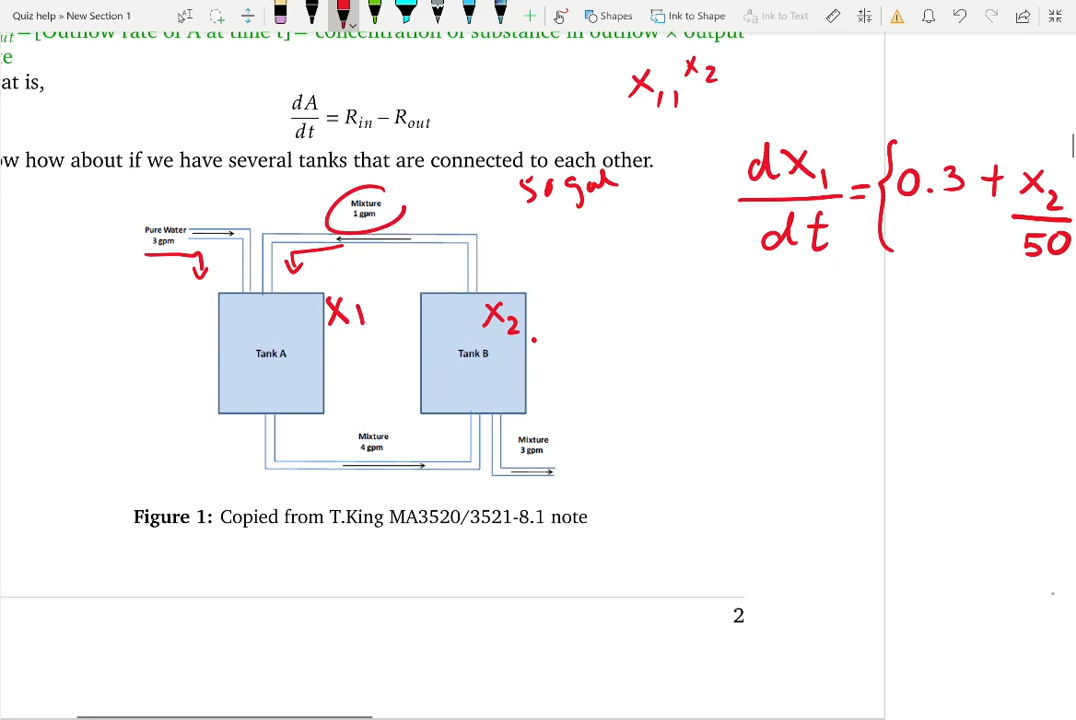 Quiz help » New Section 1
Shapes
Ink to Shape
Ink to Text
ut=[Outflow rate of A at time t]= concentration of substance in outflow × output
e
at is,
dA/dt = R_in − R_out
x₁, x₂
w how about if we have several tanks that are connected to each other.
50 gal
dx₁/dt = {0.3 + x₂/50
Mixture
1 gpm
Pure Water
3 gpm
x₁
x₂
Tank A
Tank B
Mixture
4 gpm
Mixture
3 gpm
Figure 1: Copied from T.King MA3520/3521-8.1 note
2